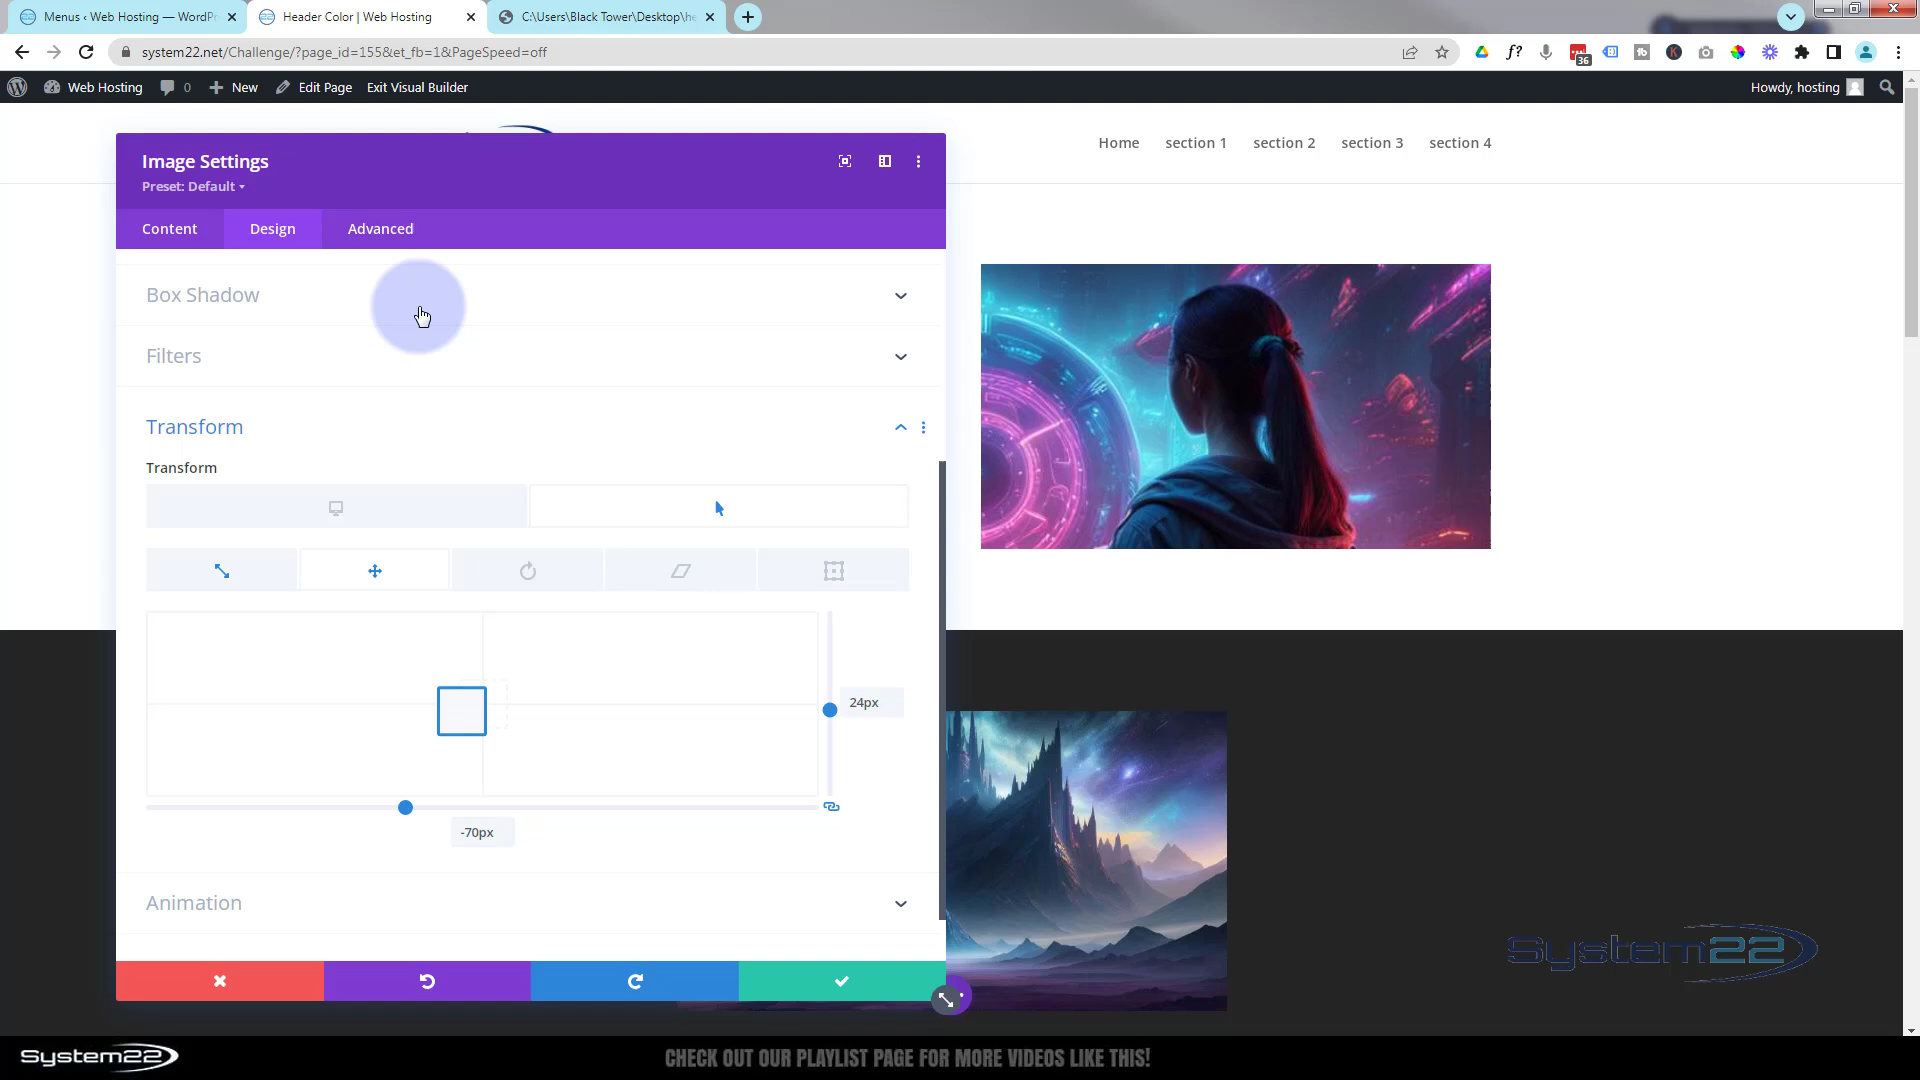 Menus ‹ Web Hosting — WordPr
Header Color | Web Hosting
C:\Users\Black Tower\Desktop\he
system22.net/Challenge/?page_id=155&et_fb=1&PageSpeed=off
f?
36
Web Hosting
0
New
Edit Page
Exit Visual Builder
Howdy, hosting
Home
section 1
section 2
section 3
section 4
Image Settings
Preset: Default
Content
Design
Advanced
Box Shadow
Filters
Transform
Transform
24px
-70px
Animation
System22
System22
CHECK OUT OUR PLAYLIST PAGE FOR MORE VIDEOS LIKE THIS!